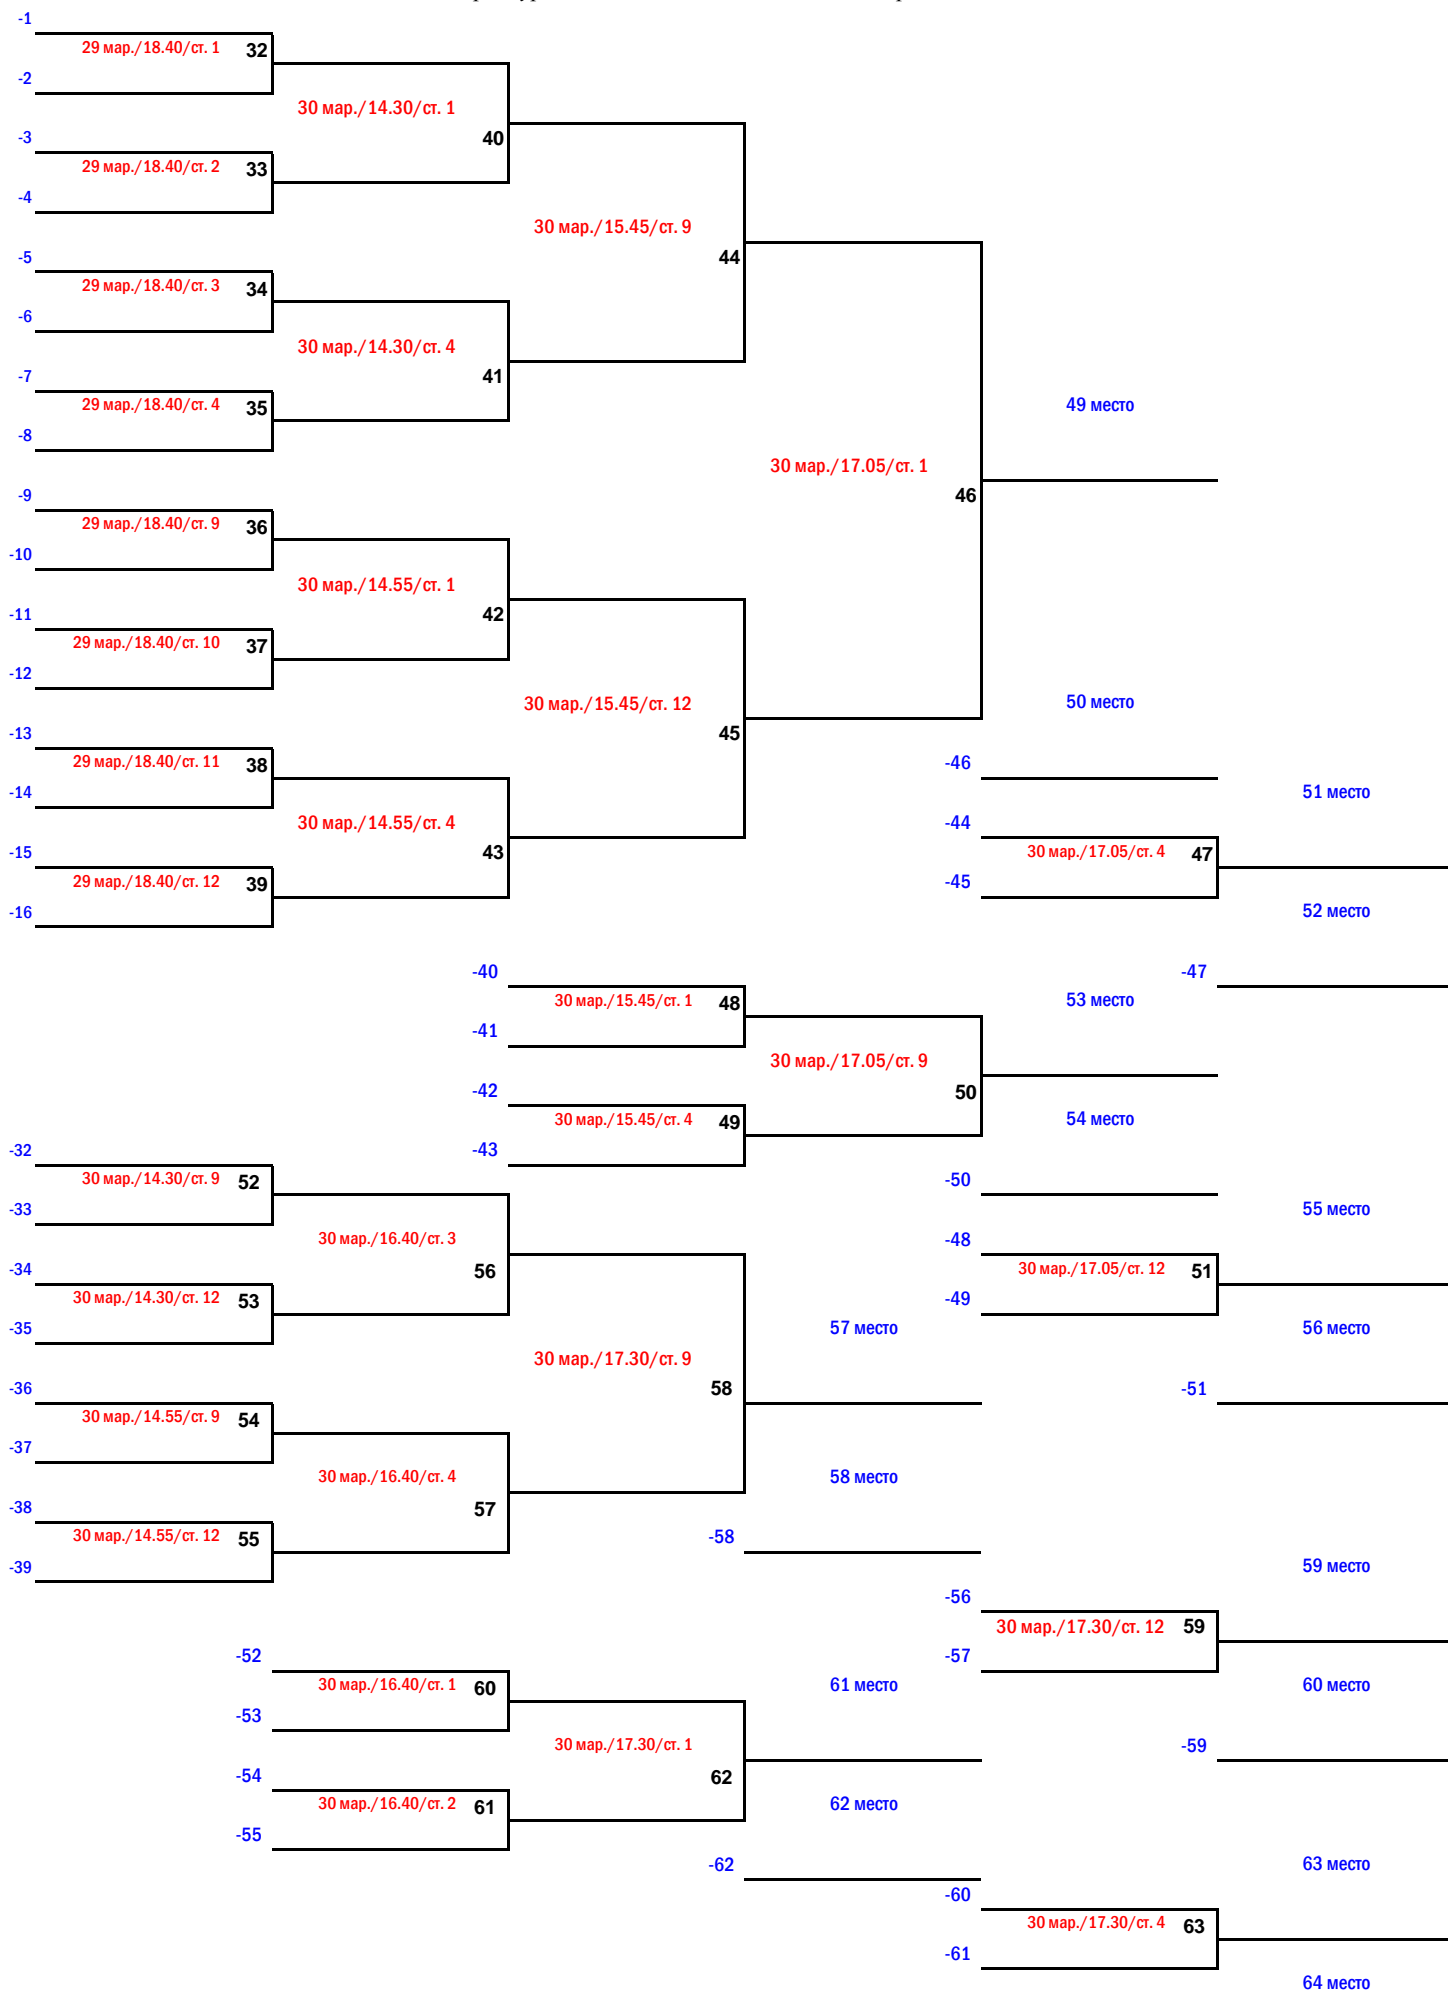 -1
29 мар./18.40/ст. 1 32
-2
30 мар./14.30/ст. 1
40
-3
29 мар./18.40/ст. 2 33
-4
30 мар./15.45/ст. 9
44
-5
29 мар./18.40/ст. 3 34
-6
30 мар./14.30/ст. 4
41
-7
29 мар./18.40/ст. 4 35
-8
49 место
30 мар./17.05/ст. 1
46
-9
29 мар./18.40/ст. 9 36
-10
30 мар./14.55/ст. 1
42
-11
29 мар./18.40/ст. 10 37
-12
30 мар./15.45/ст. 12
45
50 место
-13
29 мар./18.40/ст. 11 38
-14
-46
51 место
30 мар./14.55/ст. 4
43
-44
30 мар./17.05/ст. 4 47
-45
-15
29 мар./18.40/ст. 12 39
-16
52 место
-40
30 мар./15.45/ст. 1 48
-41
53 место
-47
30 мар./17.05/ст. 9
50
-42
30 мар./15.45/ст. 4 49
-43
54 место
-32
30 мар./14.30/ст. 9 52
-33
-50
55 место
30 мар./16.40/ст. 3
56
-48
30 мар./17.05/ст. 12 51
-49
-34
30 мар./14.30/ст. 12 53
-35
57 место
56 место
30 мар./17.30/ст. 9
58
-51
-36
30 мар./14.55/ст. 9 54
-37
30 мар./16.40/ст. 4
57
58 место
-38
30 мар./14.55/ст. 12 55
-39
-58
59 место
-56
30 мар./17.30/ст. 12 59
-57
-52
30 мар./16.40/ст. 1 60
-53
61 место
60 место
30 мар./17.30/ст. 1
62
-59
-54
30 мар./16.40/ст. 2 61
-55
62 место
-62
63 место
-60
30 мар./17.30/ст. 4 63
-61
64 место